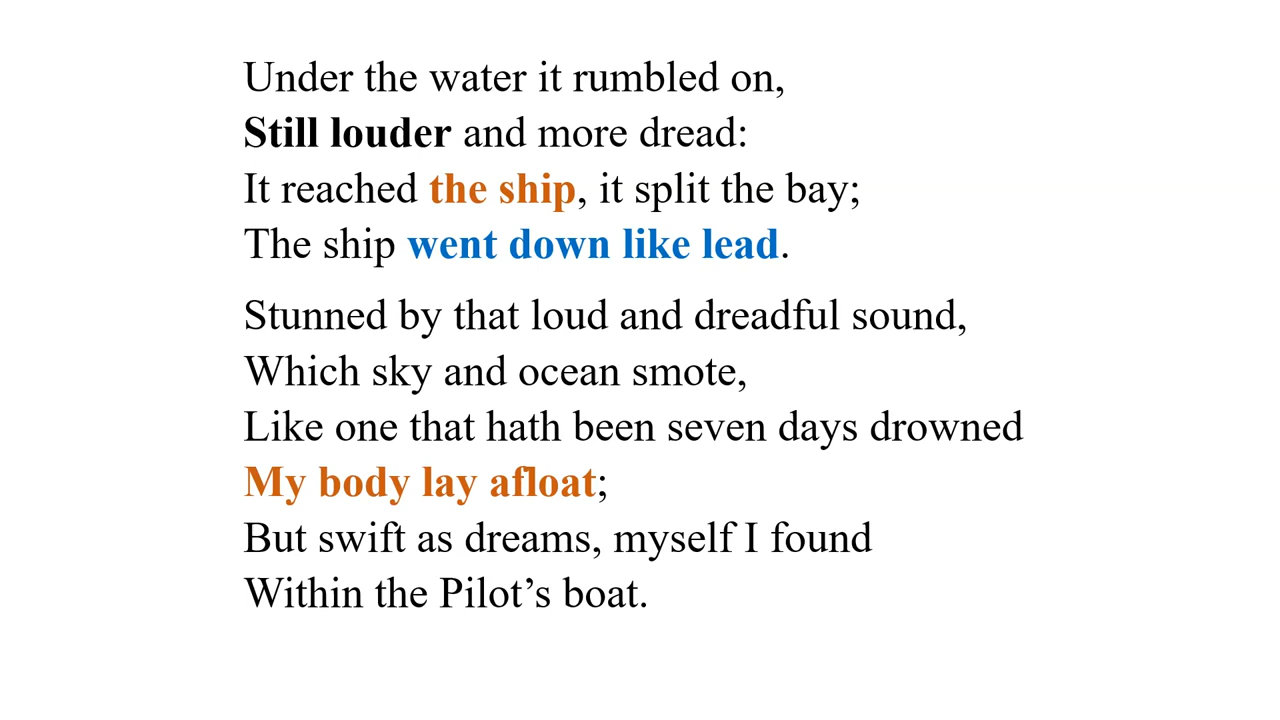 Under the water it rumbled on,
Still louder and more dread:
It reached the ship, it split the bay;
The ship went down like lead.
Stunned by that loud and dreadful sound,
Which sky and ocean smote,
Like one that hath been seven days drowned
My body lay afloat;
But swift as dreams, myself I found
Within the Pilot’s boat.